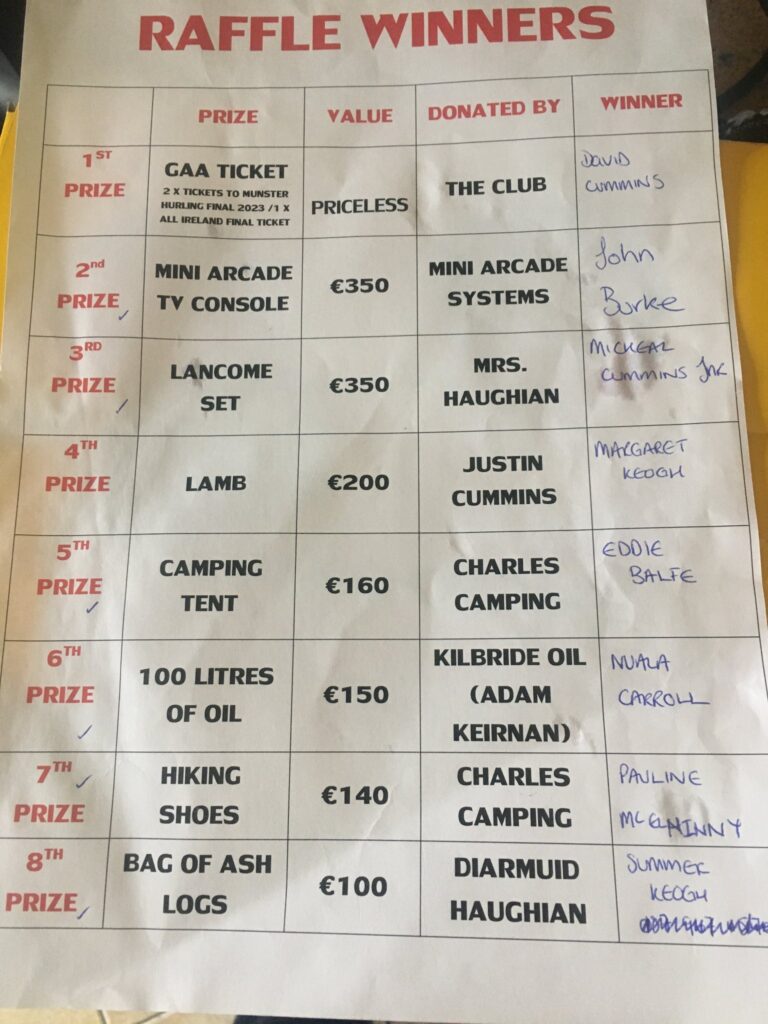 RAFFLE WINNERS
PRIZE VALUE DONATED BY WINNER
1ST
PRIZE
GAA TICKET
2 X TICKETS TO MUNSTER
HURLING FINAL 2023 /1 X
ALL IRELAND FINAL TICKET
PRICELESS
THE CLUB
DAVID
CUMMINS
2nd
PRIZE
MINI ARCADE
TV CONSOLE
€350
MINI ARCADE
SYSTEMS
John
Burke
3RD
PRIZE
LANCOME
SET
€350
MRS.
HAUGHIAN
MICHEAL
CUMMINS Jnr
4TH
PRIZE
LAMB
€200
JUSTIN
CUMMINS
MARGARET
KEOGH
5TH
PRIZE
CAMPING
TENT
€160
CHARLES
CAMPING
EDDIE
BALFE
6TH
PRIZE
100 LITRES
OF OIL
€150
KILBRIDE OIL
(ADAM
KEIRNAN)
NUALA
CARROLL
7TH
PRIZE
HIKING
SHOES
€140
CHARLES
CAMPING
PAULINE
8TH
PRIZE
BAG OF ASH
LOGS
€100
DIARMUID
HAUGHIAN
SUMMER
KEOGH